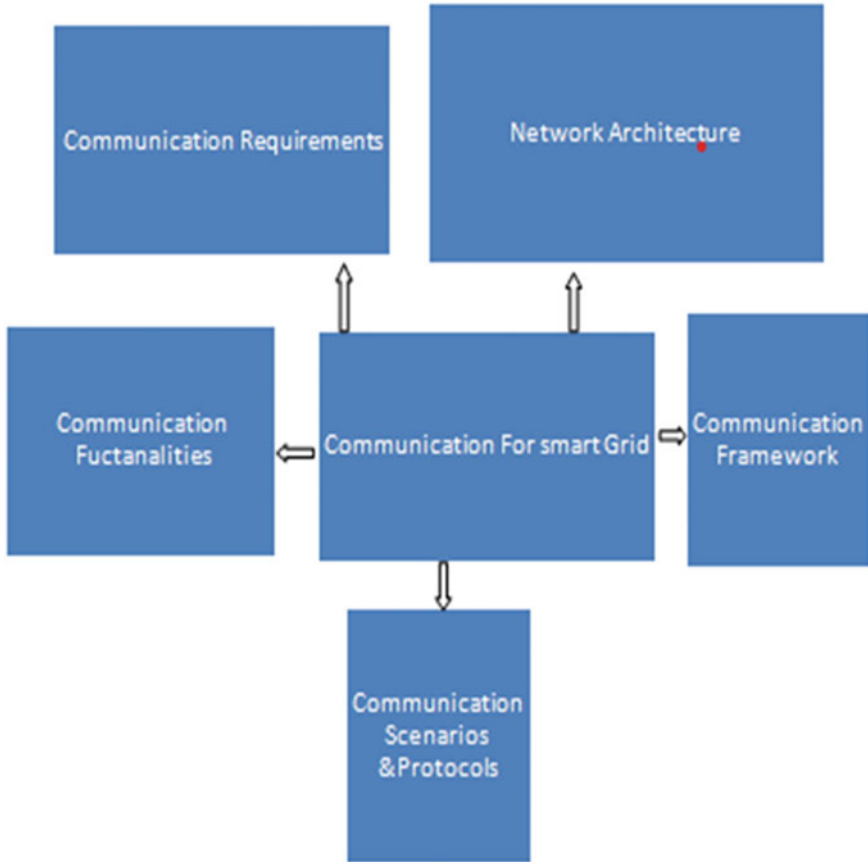 Communication Requirements
Network Architecture
Communication
Fuctanalities
Communication For smart Grid
Communication
Framework
Communication
Scenarios
&Protocols